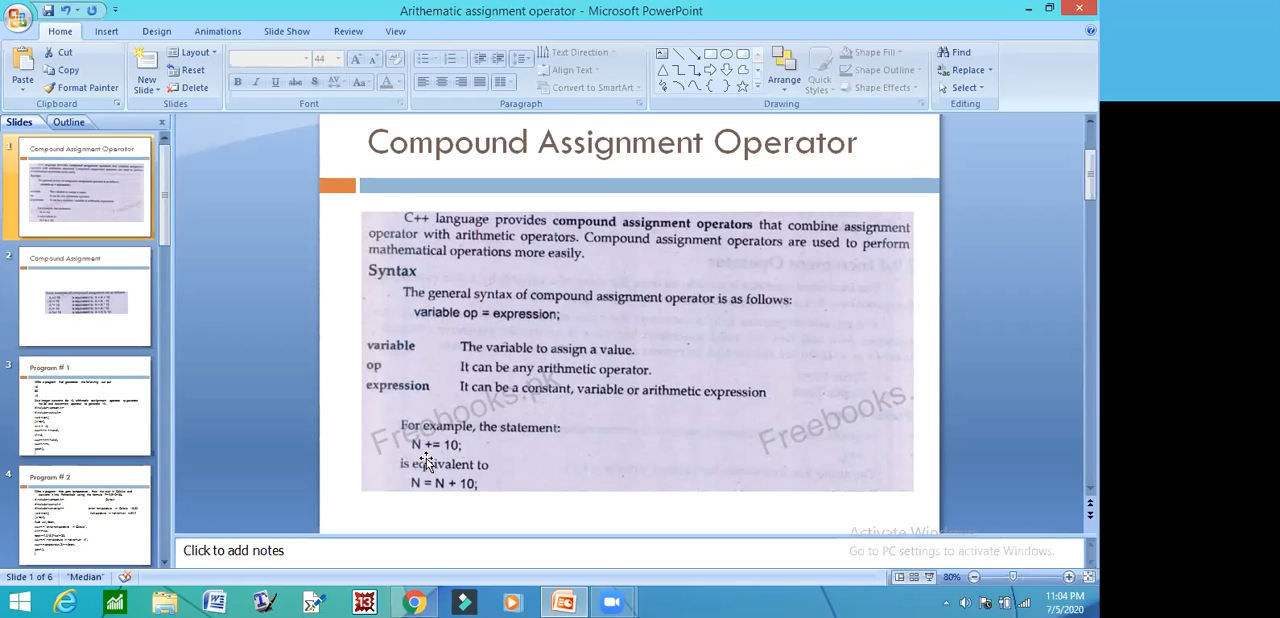 Arithematic assignment operator - Microsoft PowerPoint
Home Insert Design Slide Show Animations Review View
Cut
Copy
Format Painter
Paste
Clipboard
New
Slide
Layout
Reset
Delete
Slides
44
Font
Paragraph
Text Direction
Align Text
Convert to SmartArt
Arrange
Quick
Styles
Shape Fill
Shape Outline
Shape Effects
Drawing
Find
Replace
Select
Editing
Slides Outline
1
Compound Assignment Operator
2
Compound Assignment
3
Program # 1
4
Program # 2
Compound Assignment Operator
C++ language provides compound assignment operators that combine assignment
operator with arithmetic operators. Compound assignment operators are used to perform
mathematical operations more easily.
Syntax
The general syntax of compound assignment operator is as follows:
variable op = expression;
variable The variable to assign a value.
op It can be any arithmetic operator.
expression It can be a constant, variable or arithmetic expression
For example, the statement:
N += 10;
is equivalent to
N = N + 10;
Freebooks.pk
Freebooks.
Activate Windows
Go to PC settings to activate Windows.
Click to add notes
Slide 1 of 6 "Median" 80%
11:04 PM
7/5/2020